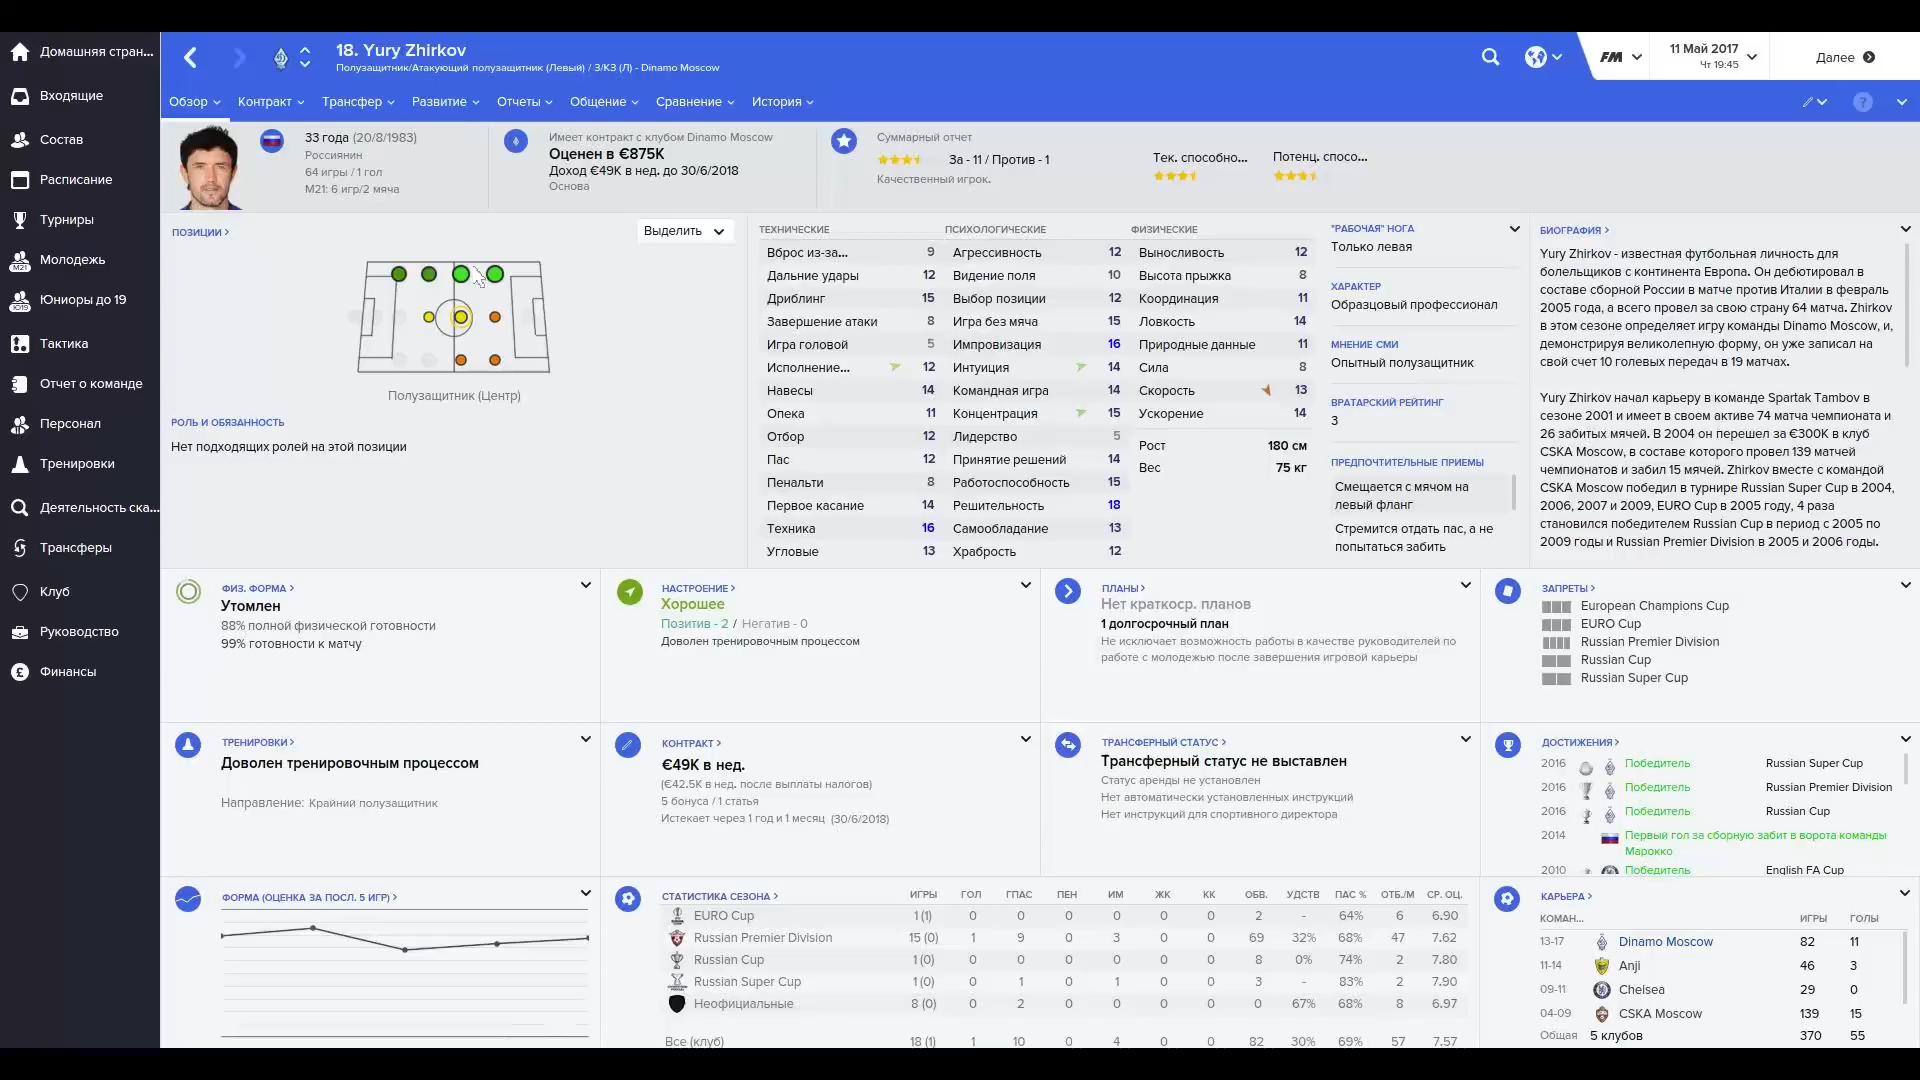 Домашняя стран...
Входящие
Состав
Расписание
Турниры
Молодежь
Юниоры до 19
Тактика
Отчет о команде
Персонал
Тренировки
Деятельность ска...
Трансферы
Клуб
Руководство
Финансы
18. Yury Zhirkov
Полузащитник/Атакующий полузащитник (Левый) / З/КЗ (Л) - Dinamo Moscow
FM
11 Май 2017
Чт 19:45
Далее
Обзор Контракт Трансфер Развитие Отчеты Общение Сравнение История
33 года (20/8/1983)
Россиянин
64 игры / 1 гол
М21: 6 игр/2 мяча
Имеет контракт с клубом Dinamo Moscow
Оценен в €875K
Доход €49K в нед. до 30/6/2018
Основа
Суммарный отчет
За - 11 / Против - 1
Качественный игрок.
Тек. способно...
Потенц. спосо...
ПОЗИЦИИ >
Выделить
Полузащитник (Центр)
РОЛЬ И ОБЯЗАННОСТЬ
Нет подходящих ролей на этой позиции
ТЕХНИЧЕСКИЕ
Вброс из-за... 9
Дальние удары 12
Дриблинг 15
Завершение атаки 8
Игра головой 5
Исполнение... 12
Навесы 14
Опека 11
Отбор 12
Пас 12
Пенальти 8
Первое касание 14
Техника 16
Угловые 13
ПСИХОЛОГИЧЕСКИЕ
Агрессивность 12
Видение поля 10
Выбор позиции 12
Игра без мяча 15
Импровизация 16
Интуиция 14
Командная игра 14
Концентрация 15
Лидерство 5
Принятие решений 14
Работоспособность 15
Решительность 18
Самообладание 13
Храбрость 12
ФИЗИЧЕСКИЕ
Выносливость 12
Высота прыжка 8
Координация 11
Ловкость 14
Природные данные 11
Сила 8
Скорость 13
Ускорение 14
Рост 180 см
Вес 75 кг
"РАБОЧАЯ" НОГА
Только левая
ХАРАКТЕР
Образцовый профессионал
МНЕНИЕ СМИ
Опытный полузащитник
ВРАТАРСКИЙ РЕЙТИНГ
3
ПРЕДПОЧТИТЕЛЬНЫЕ ПРИЕМЫ
Смещается с мячом на
левый фланг
Стремится отдать пас, а не
попытаться забить
БИОГРАФИЯ >
Yury Zhirkov - известная футбольная личность для
болельщиков с континента Европа. Он дебютировал в
составе сборной России в матче против Италии в февраль
2005 года, а всего провел за свою страну 64 матча. Zhirkov
в этом сезоне определяет игру команды Dinamo Moscow, и,
демонстрируя великолепную форму, он уже записал на
свой счет 10 голевых передач в 19 матчах.
Yury Zhirkov начал карьеру в команде Spartak Tambov в
сезоне 2001 и имеет в своем активе 74 матча чемпионата и
26 забитых мячей. В 2004 он перешел за €300K в клуб
CSKA Moscow, в составе которого провел 139 матчей
чемпионатов и забил 15 мячей. Zhirkov вместе с командой
CSKA Moscow победил в турнире Russian Super Cup в 2004,
2006, 2007 и 2009, EURO Cup в 2005 году, 4 раза
становился победителем Russian Cup в период с 2005 по
2009 годы и Russian Premier Division в 2005 и 2006 годы.
ФИЗ. ФОРМА >
Утомлен
88% полной физической готовности
99% готовности к матчу
НАСТРОЕНИЕ >
Хорошее
Позитив - 2 / Негатив - 0
Доволен тренировочным процессом
ПЛАНЫ >
Нет краткоср. планов
1 долгосрочный план
Не исключает возможность работы в качестве руководителей по
работе с молодежью после завершения игровой карьеры
ЗАПРЕТЫ >
European Champions Cup
EURO Cup
Russian Premier Division
Russian Cup
Russian Super Cup
ТРЕНИРОВКИ >
Доволен тренировочным процессом
Направление: Крайний полузащитник
КОНТРАКТ >
€49K в нед.
(€42.5K в нед. после выплаты налогов)
5 бонуса / 1 статья
Истекает через 1 год и 1 месяц (30/6/2018)
ТРАНСФЕРНЫЙ СТАТУС >
Трансферный статус не выставлен
Статус аренды не установлен
Нет автоматически установленных инструкций
Нет инструкций для спортивного директора
ДОСТИЖЕНИЯ >
2016 Победитель Russian Super Cup
2016 Победитель Russian Premier Division
2016 Победитель Russian Cup
2014 Первый гол за сборную забит в ворота команды
Марокко
2010 Победитель English FA Cup
ФОРМА (ОЦЕНКА ЗА ПОСЛ. 5 ИГР) >
СТАТИСТИКА СЕЗОНА > ИГРЫ ГОЛ ГПАС ПЕН ИМ ЖК КК ОБВ. УДСТВ ПАС % ОТБ./М СР. ОЦ.
EURO Cup 1 (1) 0 0 0 0 0 0 2 - 64% 6 6.90
Russian Premier Division 15 (0) 1 9 0 3 0 0 69 32% 68% 47 7.62
Russian Cup 1 (0) 0 0 0 0 0 0 8 0% 74% 2 7.80
Russian Super Cup 1 (0) 0 1 0 1 0 0 3 - 83% 2 7.90
Неофициальные 8 (0) 0 2 0 0 0 0 0 67% 68% 8 6.97
Все (клуб) 18 (1) 1 10 0 4 0 0 82 30% 69% 57 7.57
КАРЬЕРА >
КОМАН... ИГРЫ ГОЛЫ
13-17 Dinamo Moscow 82 11
11-14 Anji 46 3
09-11 Chelsea 29 0
04-09 CSKA Moscow 139 15
Общая 5 клубов 370 55